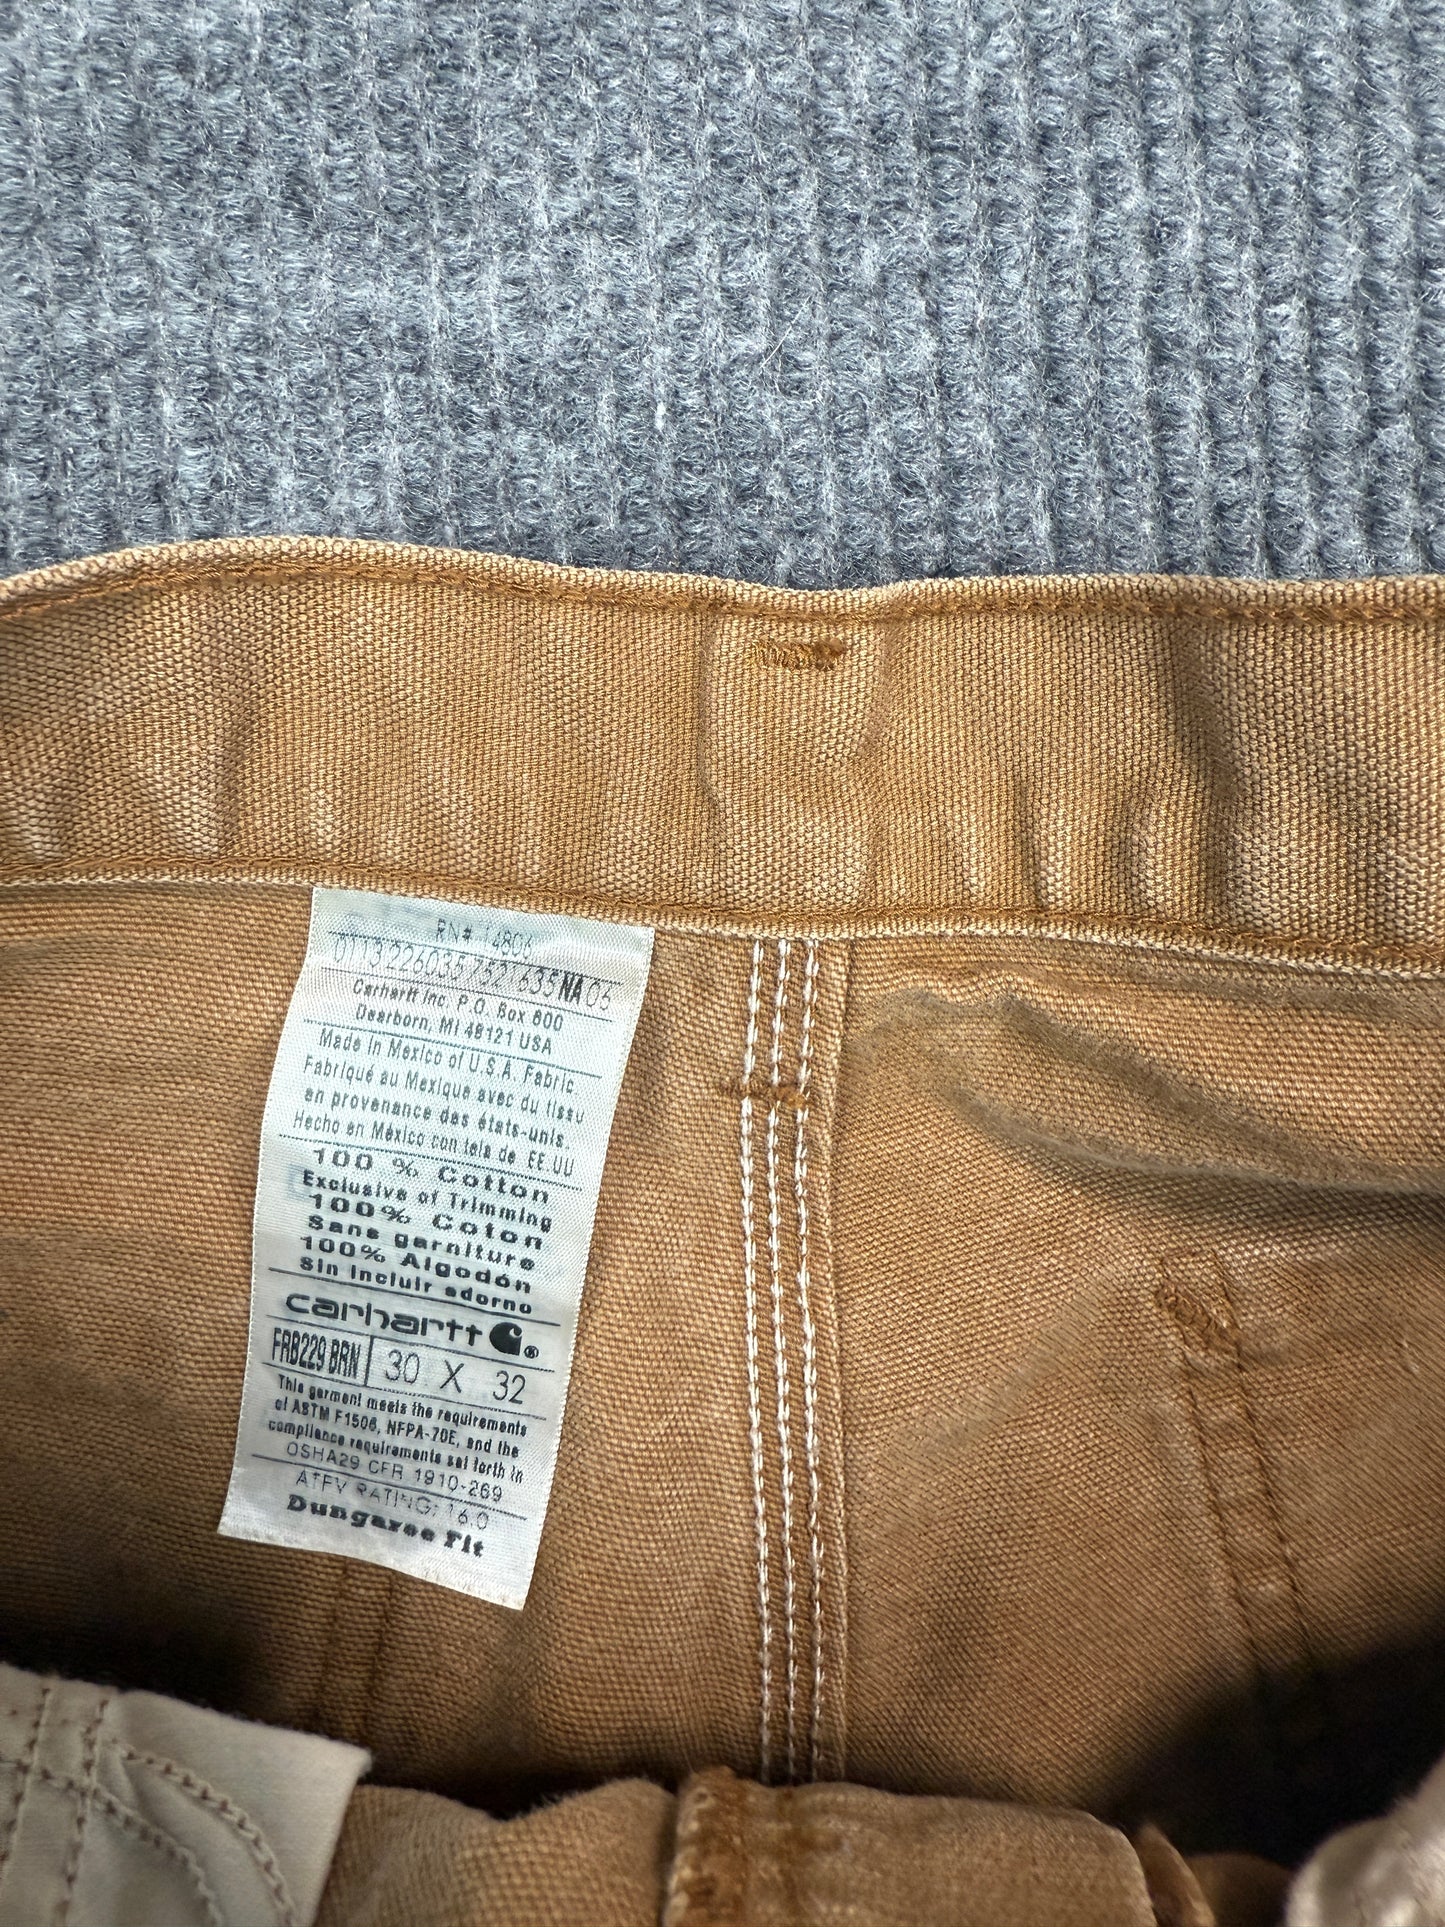 RN# 14806
0113226035/521635NA06
Carhartt Inc. P.O. Box 600
Dearborn, MI 48121 USA
Made in Mexico of U.S.A. Fabric.
Fabriqué au Mexique avec du tissu
en provenance des états-unis.
Hecho en México con tela de EE.UU
100 % Cotton
Exclusive of Trimming
100% Coton
Sans garniture
100% Algodón
Sin Incluir adorno
carhartt ®
FRB229 BRN 30 X 32
This garment meets the requirements
of ASTM F1506, NFPA-70E, and the
compliance requirements set forth in
OSHA29 CFR 1910-269
ATPV RATING: 16.0
Dungaree Fit